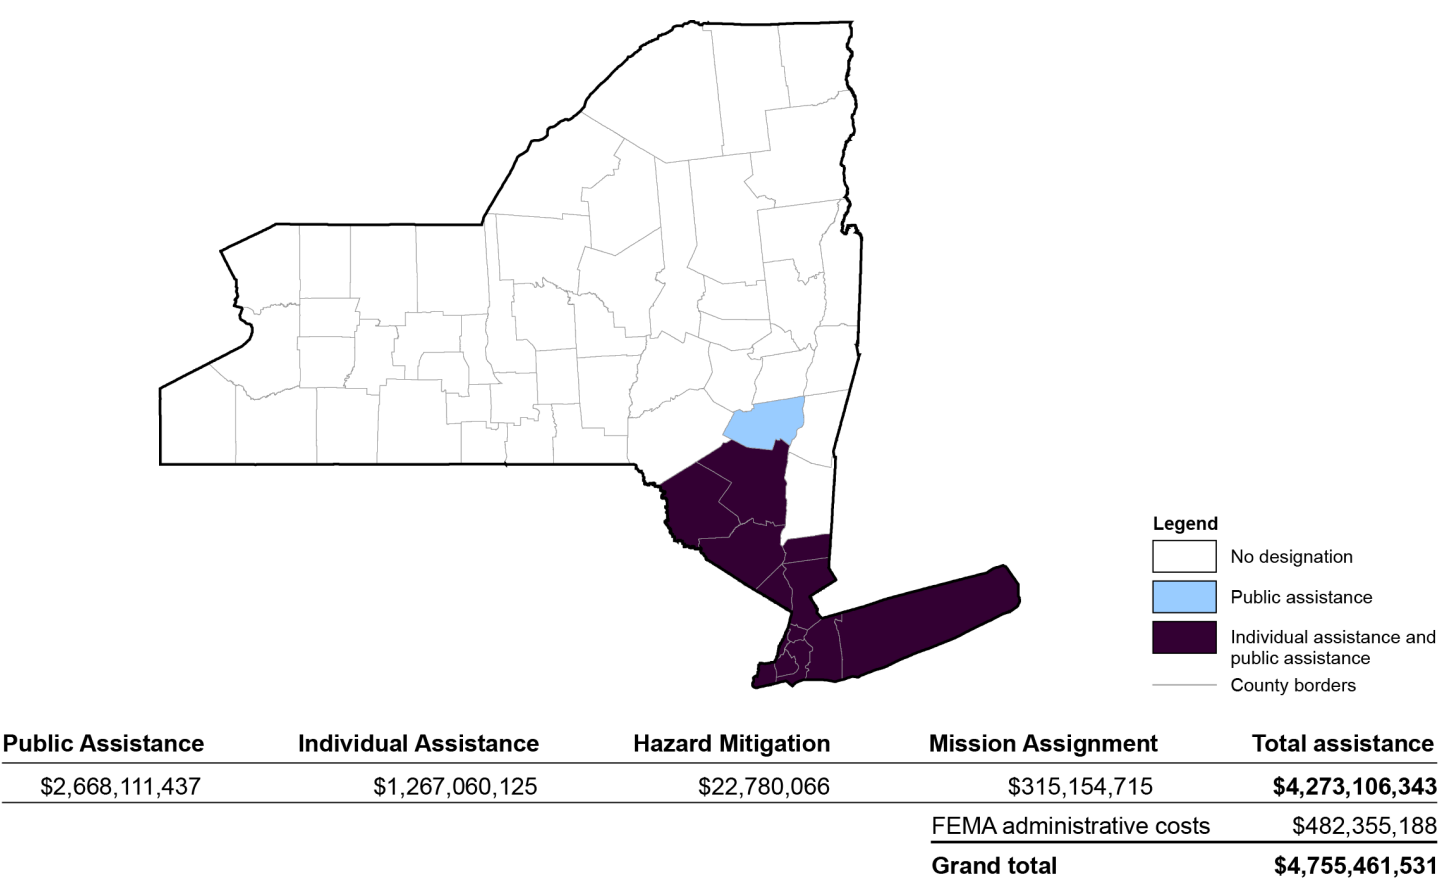 Legend
No designation
Public assistance
Individual assistance and
public assistance
County borders
Public Assistance Individual Assistance Hazard Mitigation Mission Assignment Total assistance
$2,668,111,437 $1,267,060,125 $22,780,066 $315,154,715 $4,273,106,343
FEMA administrative costs $482,355,188
Grand total $4,755,461,531